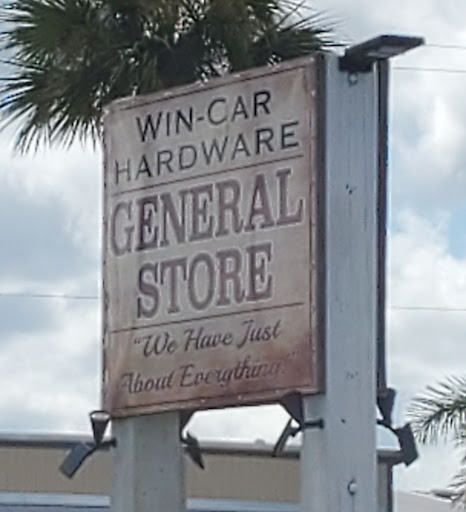 WIN-CAR
HARDWARE
GENERAL
STORE
"We Have Just
About Everything."